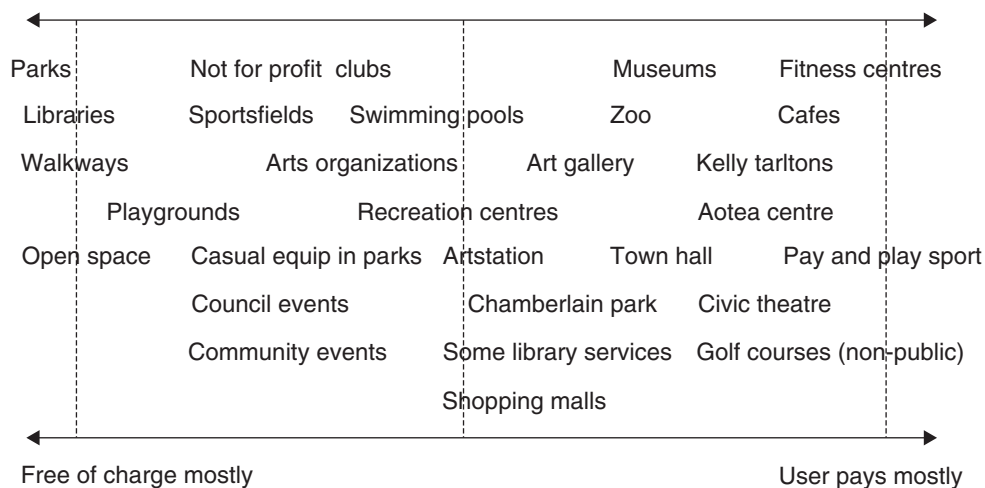 Parks Not for profit clubs Museums Fitness centres
Libraries Sportsfields Swimming pools Zoo Cafes
Walkways Arts organizations Art gallery Kelly tarltons
Playgrounds Recreation centres Aotea centre
Open space Casual equip in parks Artstation Town hall Pay and play sport
Council events Chamberlain park Civic theatre
Community events Some library services Golf courses (non-public)
Shopping malls
Free of charge mostly User pays mostly